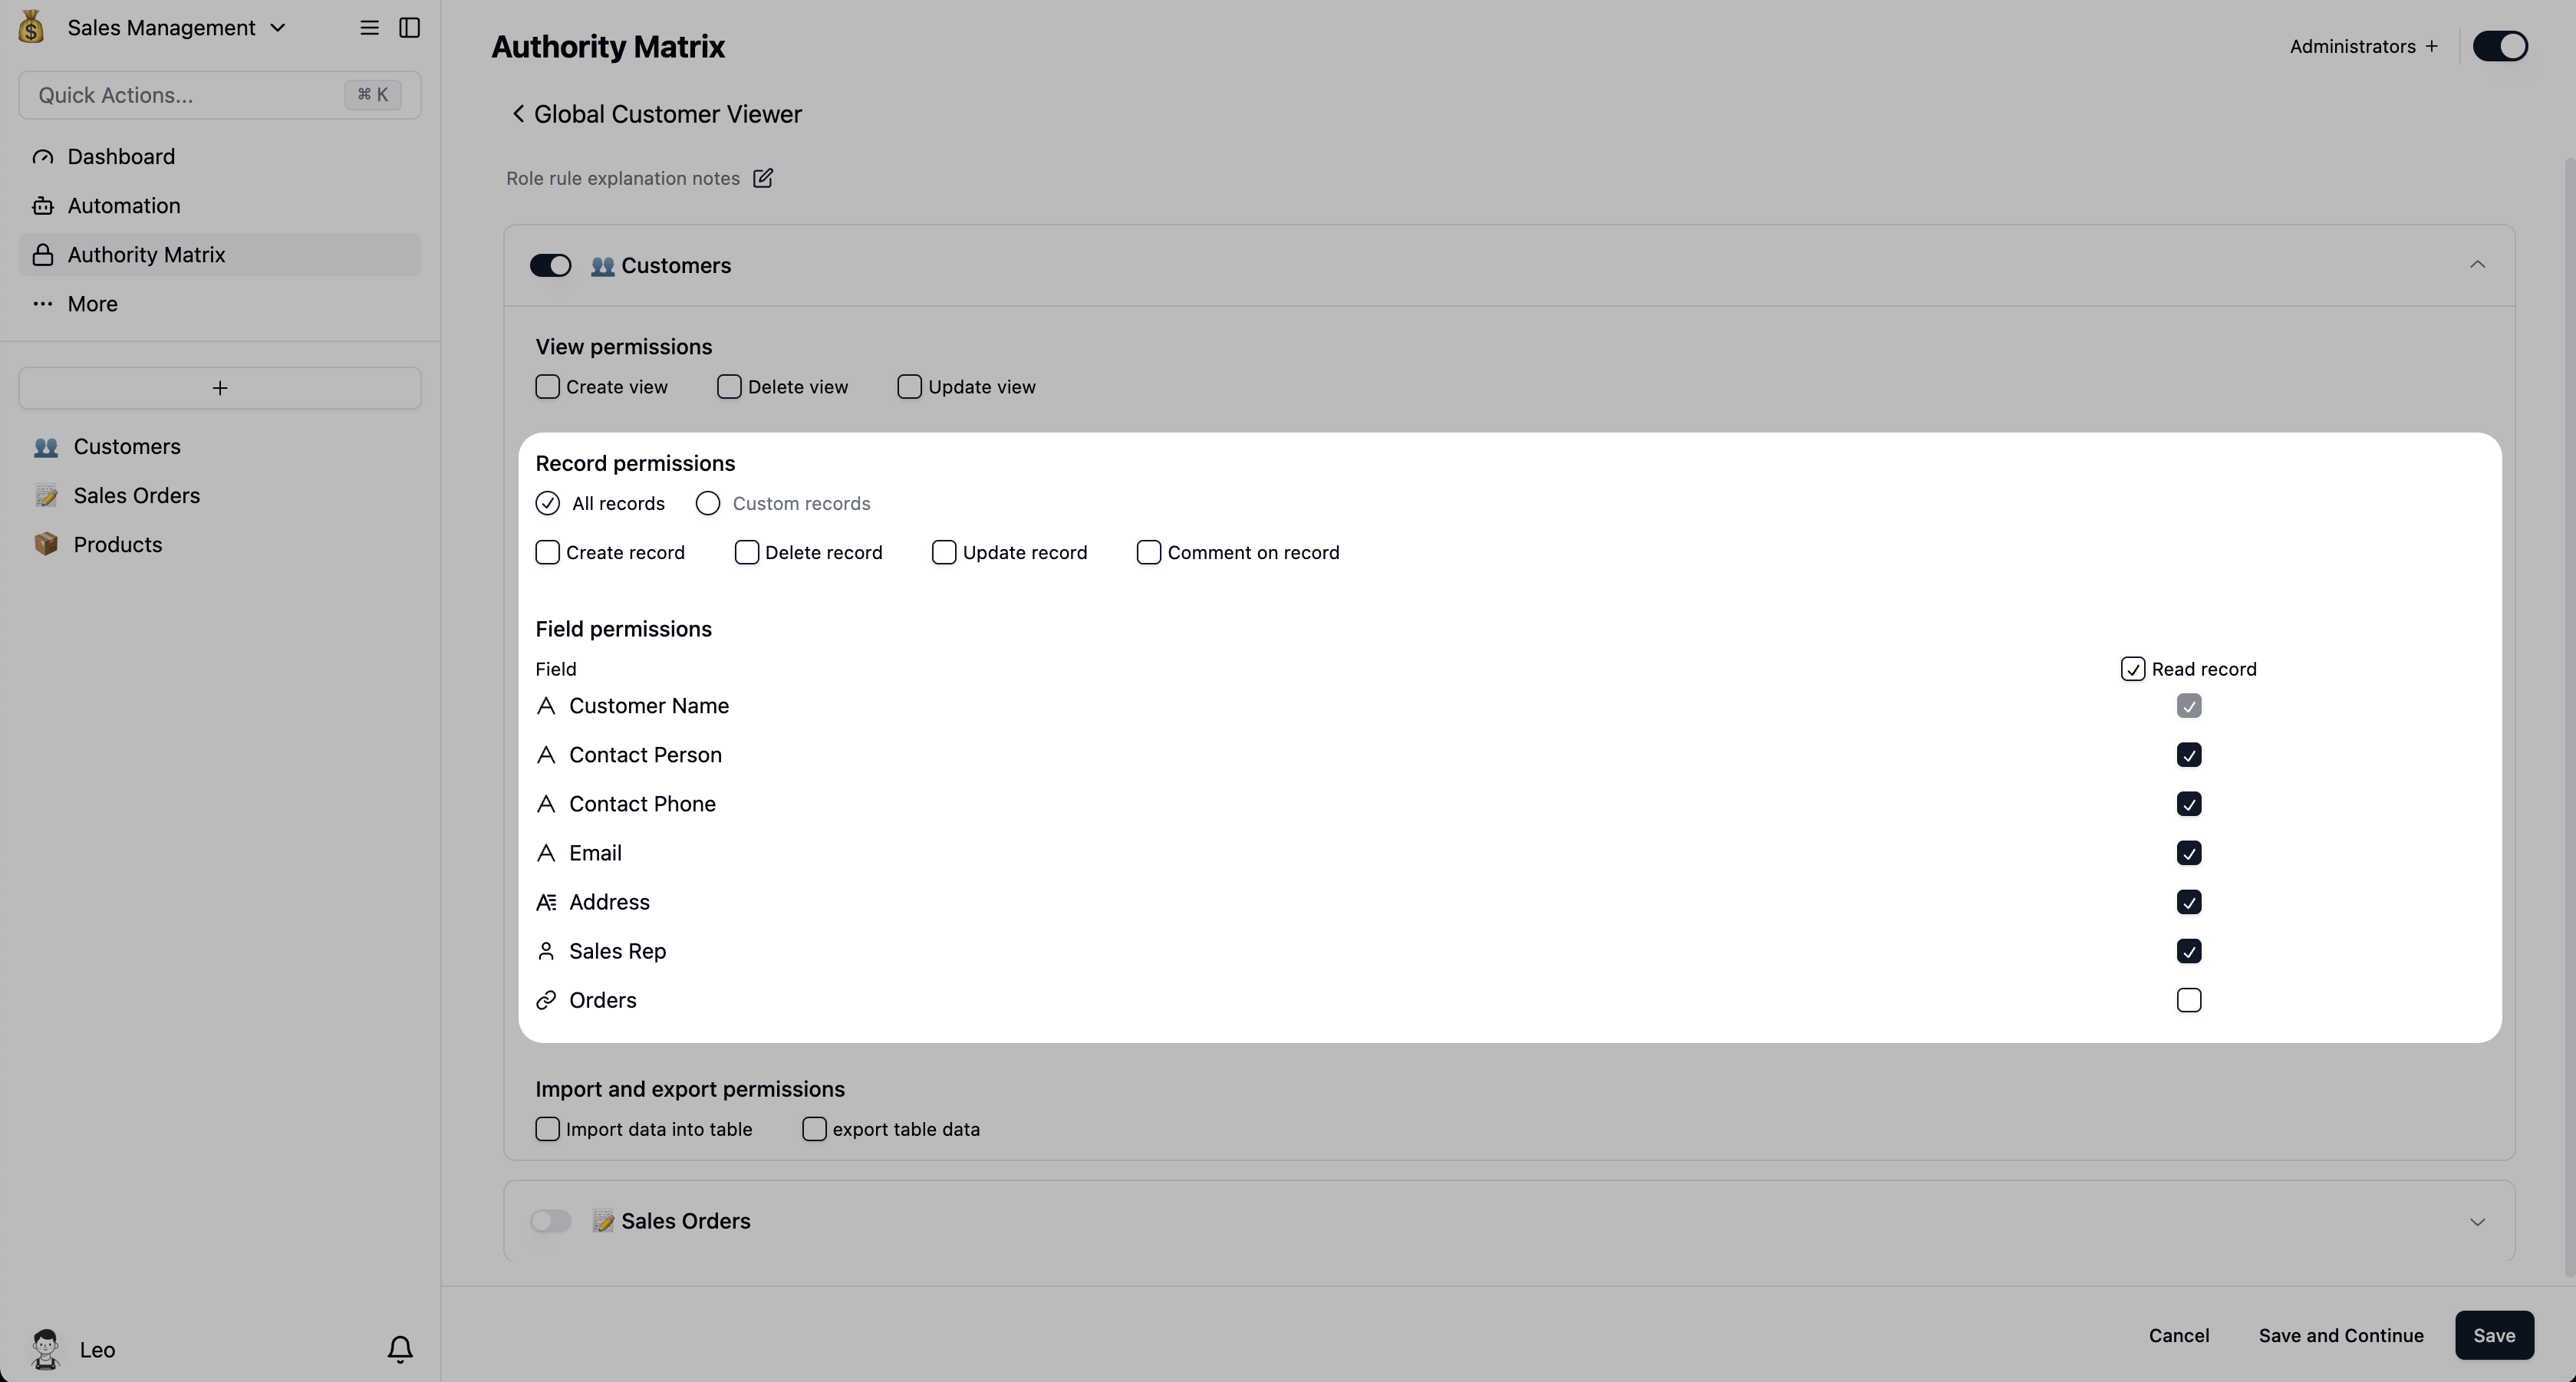 Sales Management
Quick Actions...
⌘ K
Dashboard
Automation
Authority Matrix
More
+
Customers
Sales Orders
Products
Leo
Authority Matrix
Administrators +
Global Customer Viewer
Role rule explanation notes
Customers
View permissions
Create view Delete view Update view
Record permissions
All records Custom records
Create record Delete record Update record Comment on record
Field permissions
Field Read record
Customer Name
Contact Person
Contact Phone
Email
Address
Sales Rep
Orders
Import and export permissions
Import data into table export table data
Sales Orders
Cancel Save and Continue Save